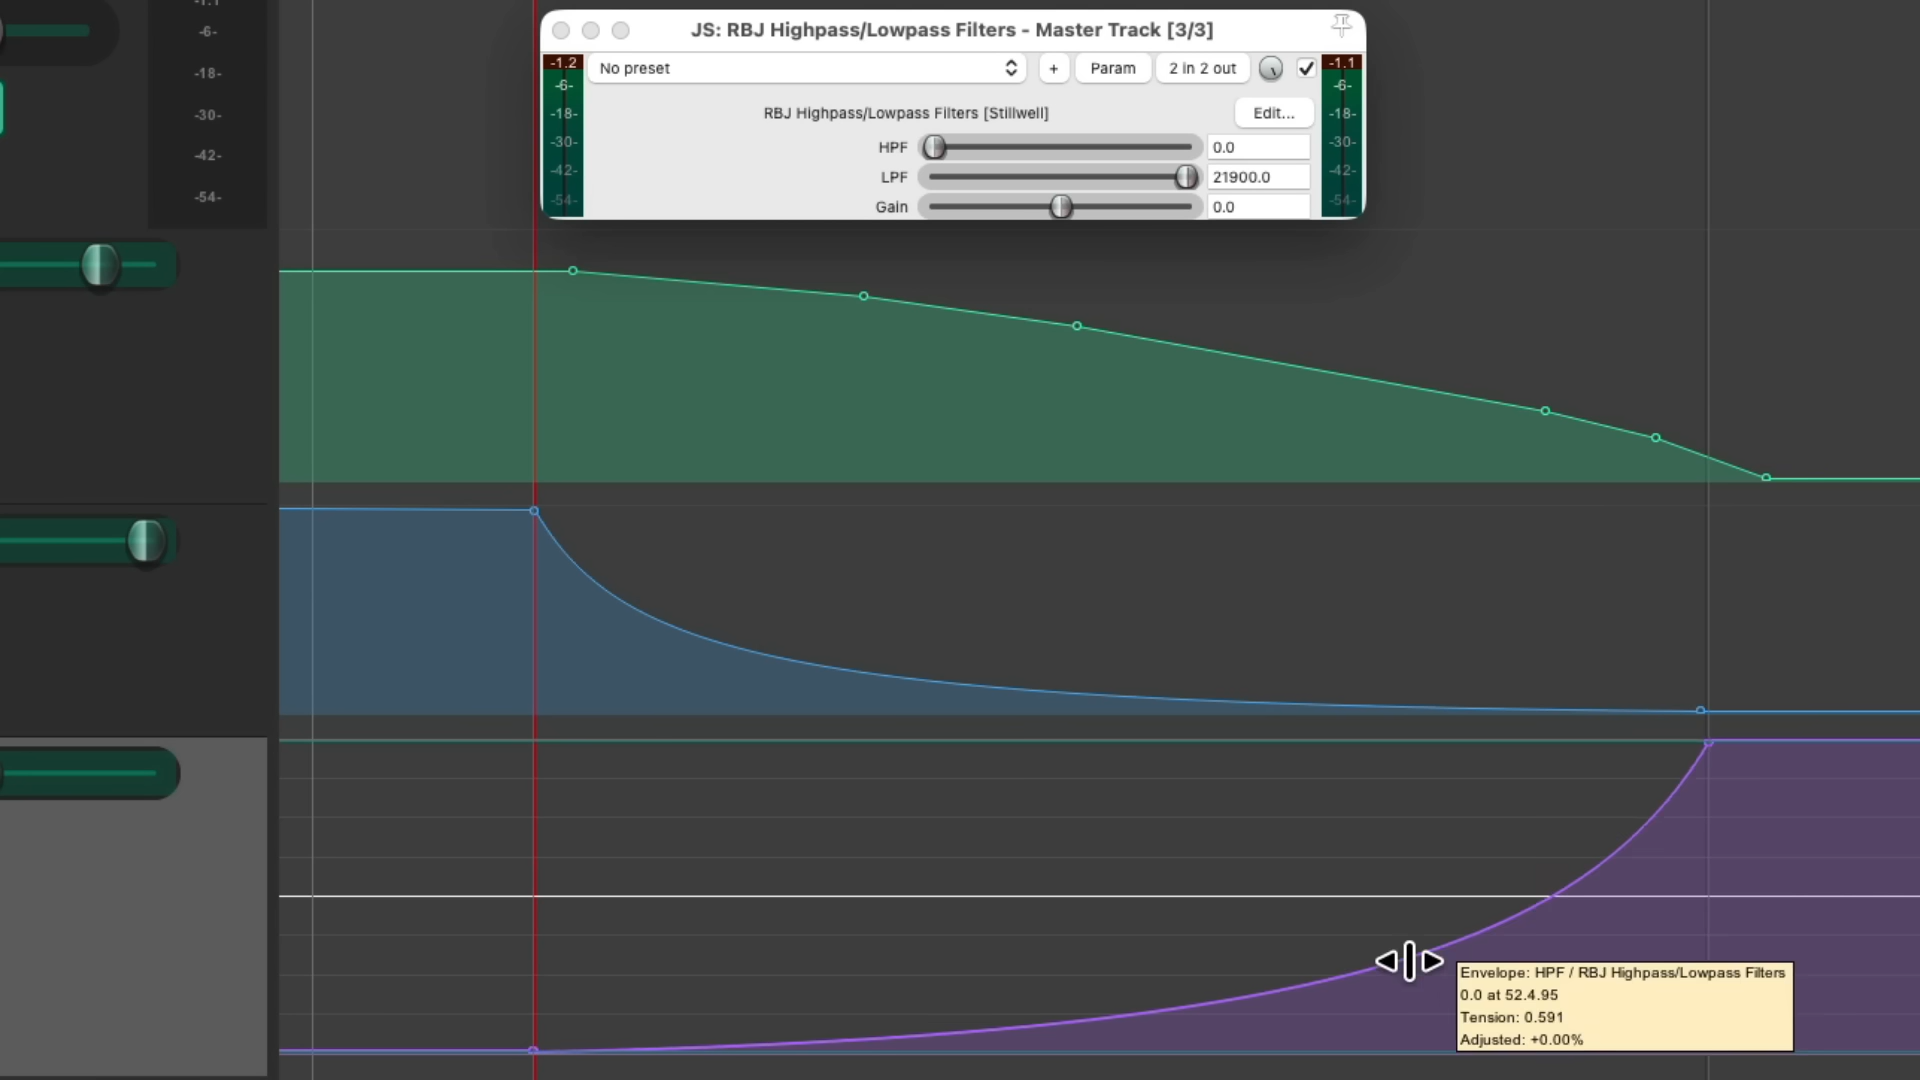 -1.1
-6-
-18-
-30-
-42-
-54-
JS: RBJ Highpass/Lowpass Filters - Master Track [3/3]
-1.2
No preset
+
Param
2 in 2 out
-1.1
-6-
-6-
RBJ Highpass/Lowpass Filters [Stillwell]
Edit...
-18-
-18-
-30-
HPF
0.0
-30-
-42-
LPF
21900.0
-42-
-54-
Gain
0.0
-54-
Envelope: HPF / RBJ Highpass/Lowpass Filters
0.0 at 52.4.95
Tension: 0.591
Adjusted: +0.00%